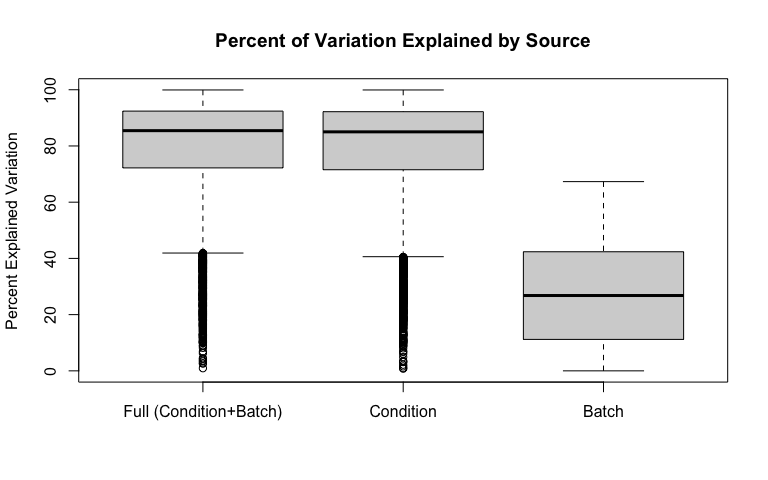 Percent of Variation Explained by Source
Percent Explained Variation
100
80
60
40
20
0
Full (Condition+Batch) Condition Batch